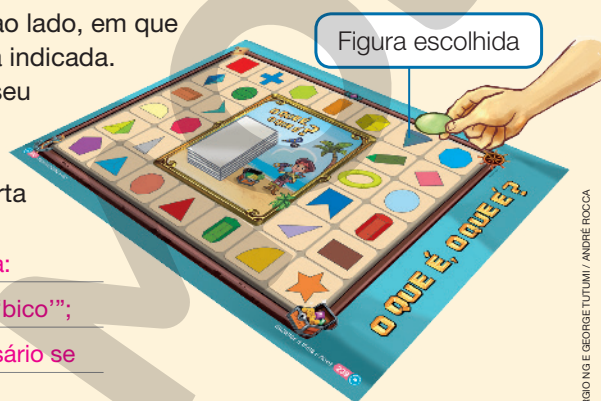 ao lado, em que
indicada.
seu
rta
Figura escolhida
a:
bico'";
sário se
O QUE É, O QUE É?
SERGIO NG E GEORGE TUTUMI / ANDRÉ ROCCA